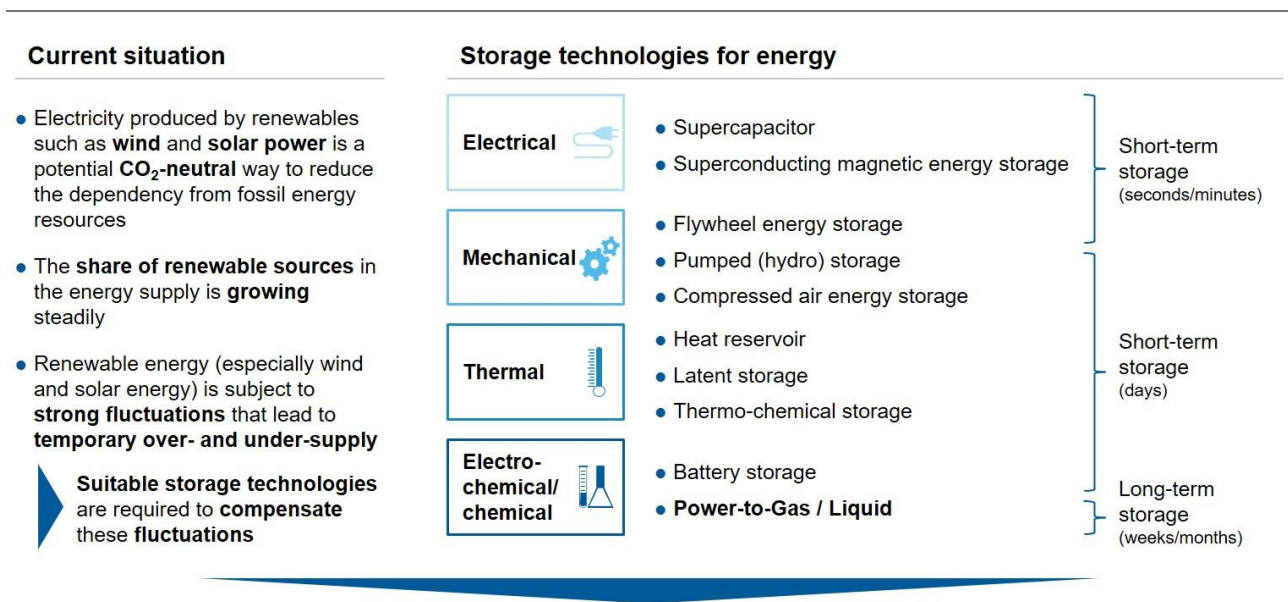 Current situation
Electricity produced by renewables
such as wind and solar power is a
potential CO₂-neutral way to reduce
the dependency from fossil energy
resources
The share of renewable sources in
the energy supply is growing
steadily
Renewable energy (especially wind
and solar energy) is subject to
strong fluctuations that lead to
temporary over- and under-supply
Suitable storage technologies
are required to compensate
these fluctuations
Storage technologies for energy
Electrical
Supercapacitor
Superconducting magnetic energy storage
Mechanical
Flywheel energy storage
Pumped (hydro) storage
Compressed air energy storage
Thermal
Heat reservoir
Latent storage
Thermo-chemical storage
Electro-
chemical/
chemical
Battery storage
Power-to-Gas / Liquid
Short-term
storage
(seconds/minutes)
Short-term
storage
(days)
Long-term
storage
(weeks/months)